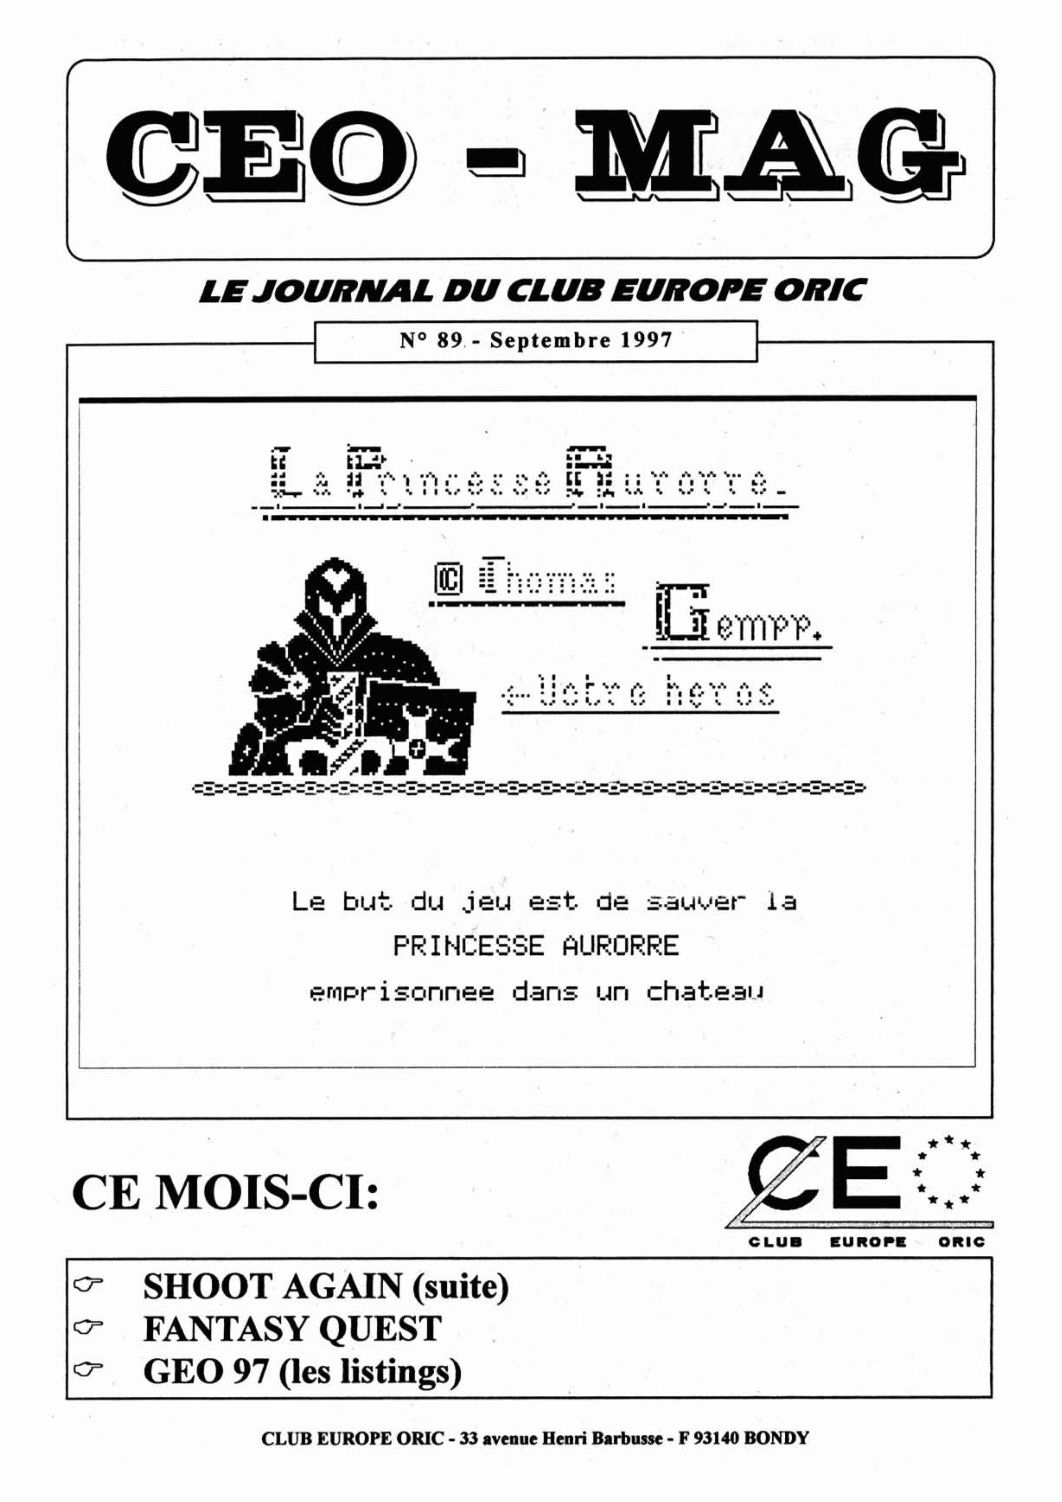 CEO - MAG
LE JOURNAL DU CLUB EUROPE ORIC
N° 89 - Septembre 1997
La Princesse Aurorre.
© Thomas
Gempp.
←Votre heros
Le but du jeu est de sauver la
PRINCESSE AURORRE
emprisonnee dans un chateau
CE MOIS-CI:
CEO
CLUB EUROPE ORIC
☞ SHOOT AGAIN (suite)
☞ FANTASY QUEST
☞ GEO 97 (les listings)
CLUB EUROPE ORIC - 33 avenue Henri Barbusse - F 93140 BONDY